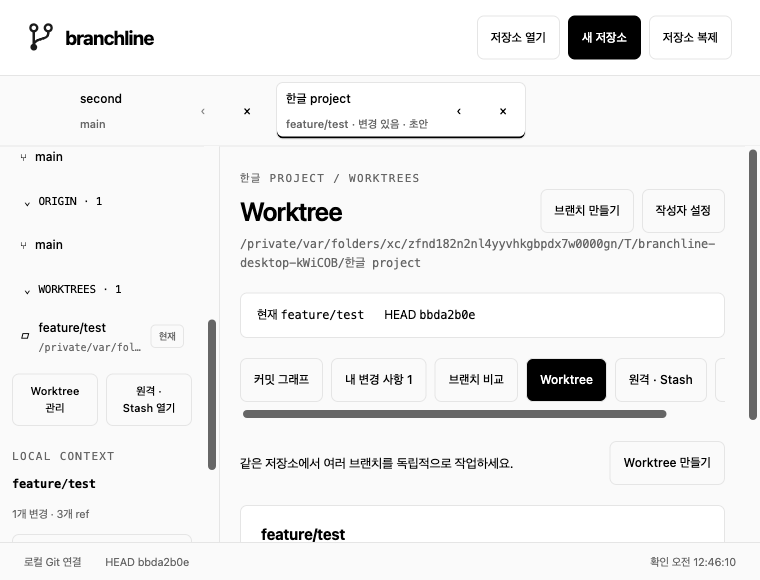 branchline
저장소 열기
새 저장소
저장소 복제
second
main
‹
×
한글 project
feature/test · 변경 있음 · 초안
‹
×
main
ORIGIN · 1
main
WORKTREES · 1
feature/test
/private/var/fol…
현재
Worktree
관리
원격 ·
Stash 열기
LOCAL CONTEXT
feature/test
1개 변경 · 3개 ref
한글 PROJECT / WORKTREES
Worktree
브랜치 만들기
작성자 설정
/private/var/folders/xc/zfnd182n2nl4yyvhkgbpdx7w0000gn/T/branchline-
desktop-kWiCOB/한글 project
현재 feature/test HEAD bbda2b0e
커밋 그래프
내 변경 사항 1
브랜치 비교
Worktree
원격 · Stash
같은 저장소에서 여러 브랜치를 독립적으로 작업하세요.
Worktree 만들기
feature/test
로컬 Git 연결
HEAD bbda2b0e
확인 오전 12:46:10